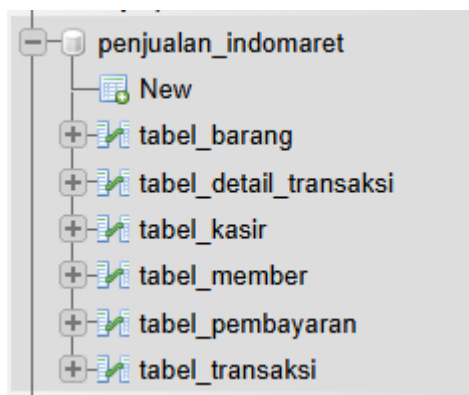 penjualan_indomaret
New
tabel_barang
tabel_detail_transaksi
tabel_kasir
tabel_member
tabel_pembayaran
tabel_transaksi